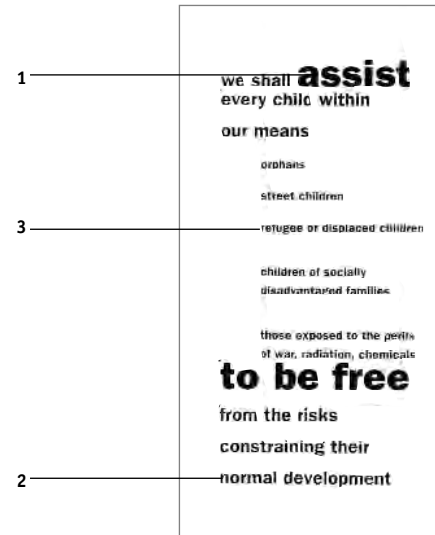 1
we shall assist
every child within
our means
orphans
street children
3
refugee or displaced children
children of socially
disadvantaged families
those exposed to the perils
of war, radiation, chemicals
to be free
from the risks
constraining their
2
normal development